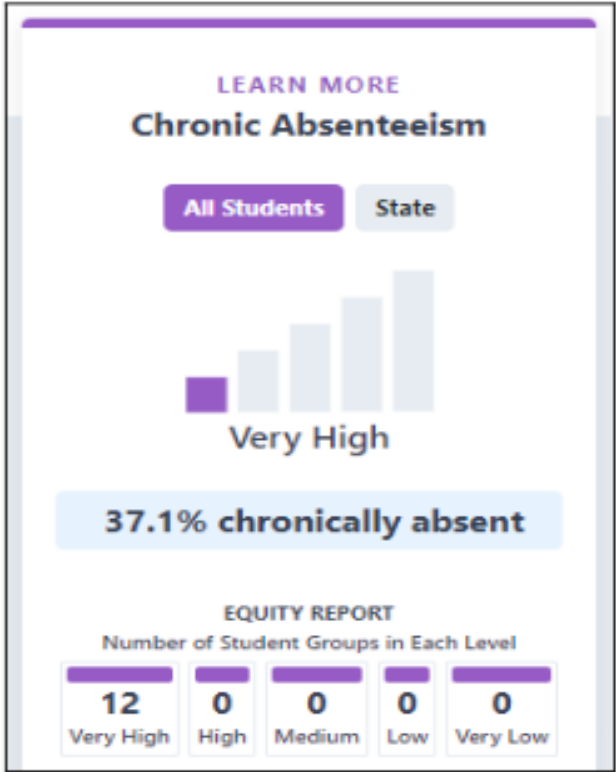 LEARN MORE
Chronic Absenteeism
All Students State
Very High
37.1% chronically absent
EQUITY REPORT
Number of Student Groups in Each Level
12 0 0 0 0
Very High High Medium Low Very Low